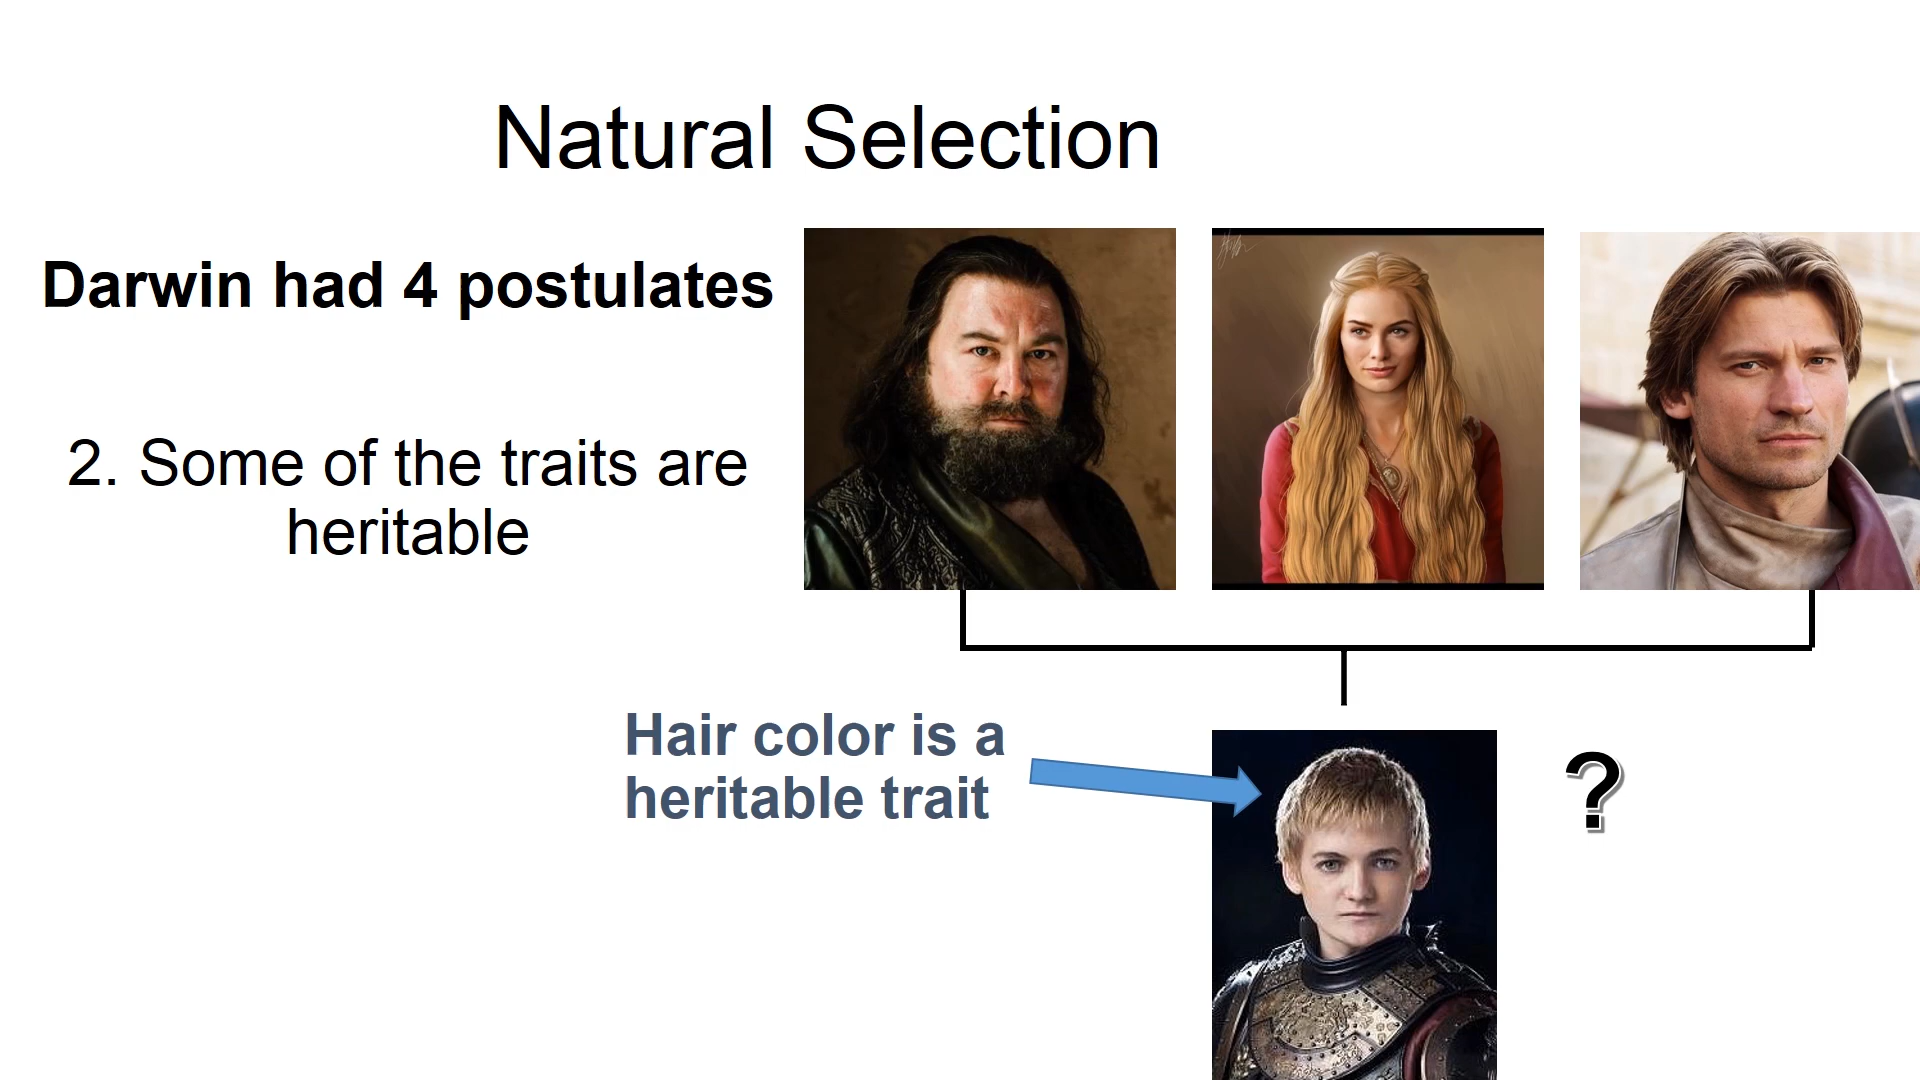 Natural Selection
Darwin had 4 postulates
2. Some of the traits are
heritable
Hair color is a
heritable trait
?